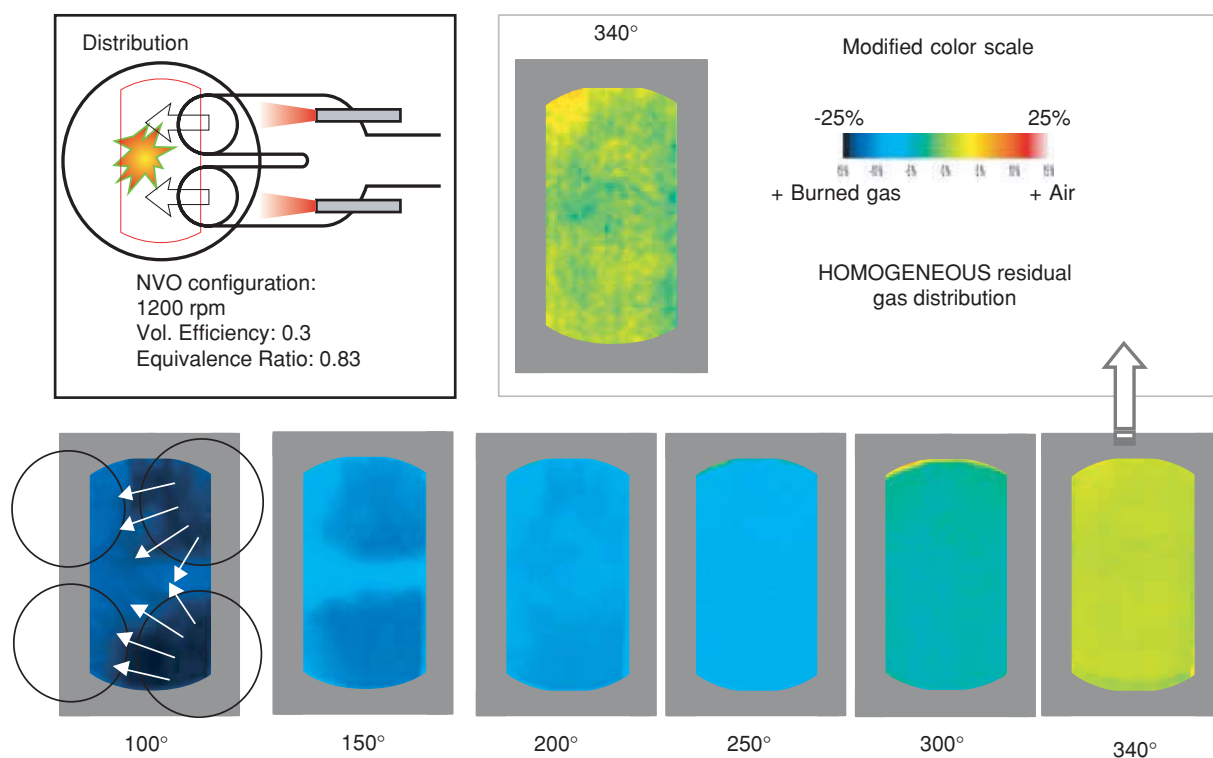 Distribution
NVO configuration:
1200 rpm
Vol. Efficiency: 0.3
Equivalence Ratio: 0.83
340°
Modified color scale
-25%
25%
+ Burned gas
+ Air
HOMOGENEOUS residual
gas distribution
100°
150°
200°
250°
300°
340°